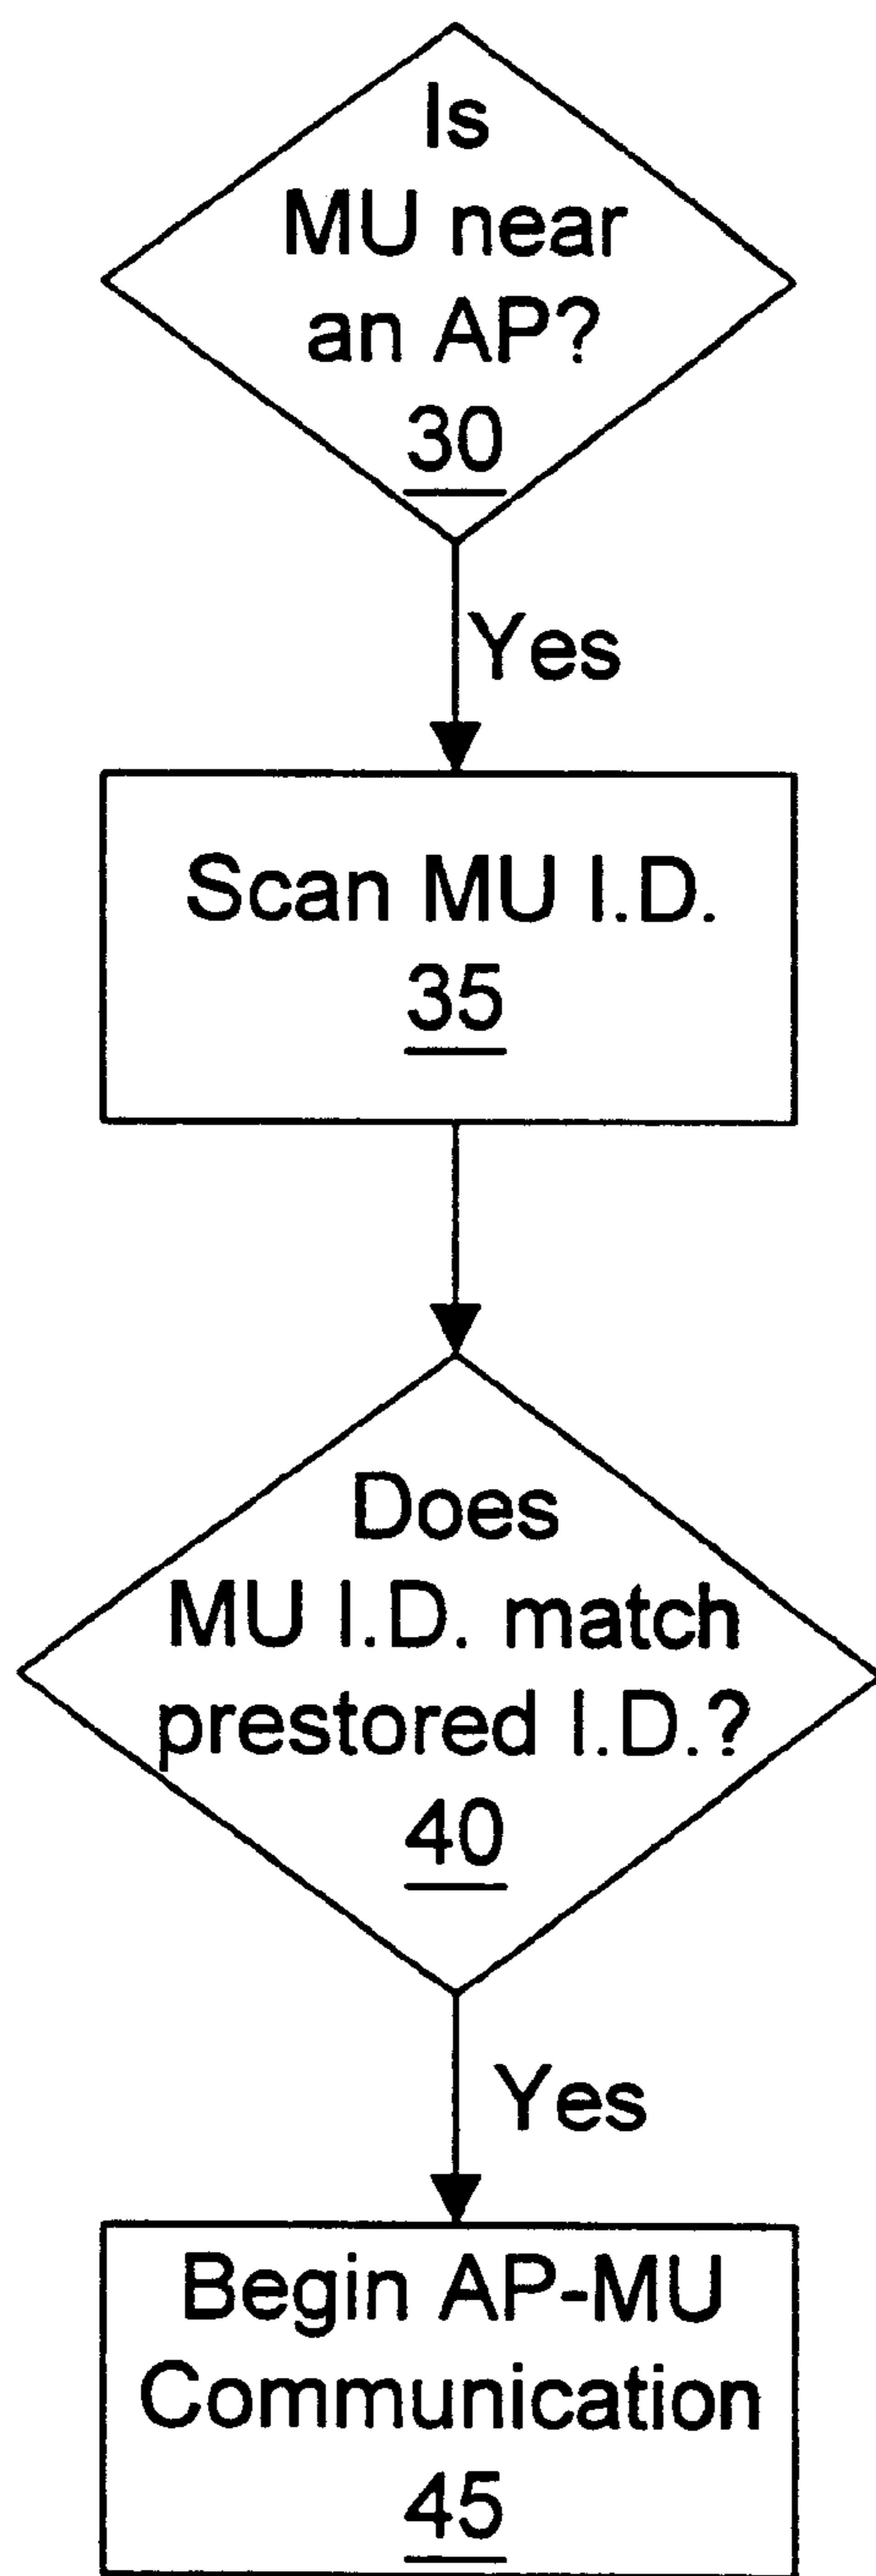 Is
MU near
an AP?
30
Yes
Scan MU I.D.
35
Does
MU I.D. match
prestored I.D.?
40
Yes
Begin AP-MU
Communication
45